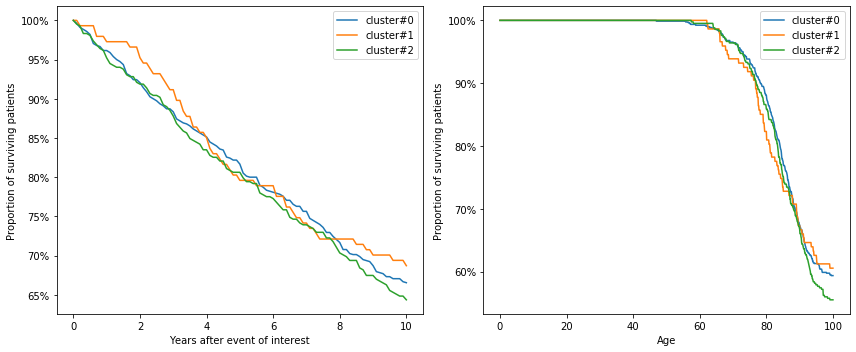 100%
95%
90%
85%
80%
75%
70%
65%
Proportion of surviving patients
0
2
4
6
8
10
Years after event of interest
cluster#0
cluster#1
cluster#2
100%
90%
80%
70%
60%
Proportion of surviving patients
0
20
40
60
80
100
Age
cluster#0
cluster#1
cluster#2